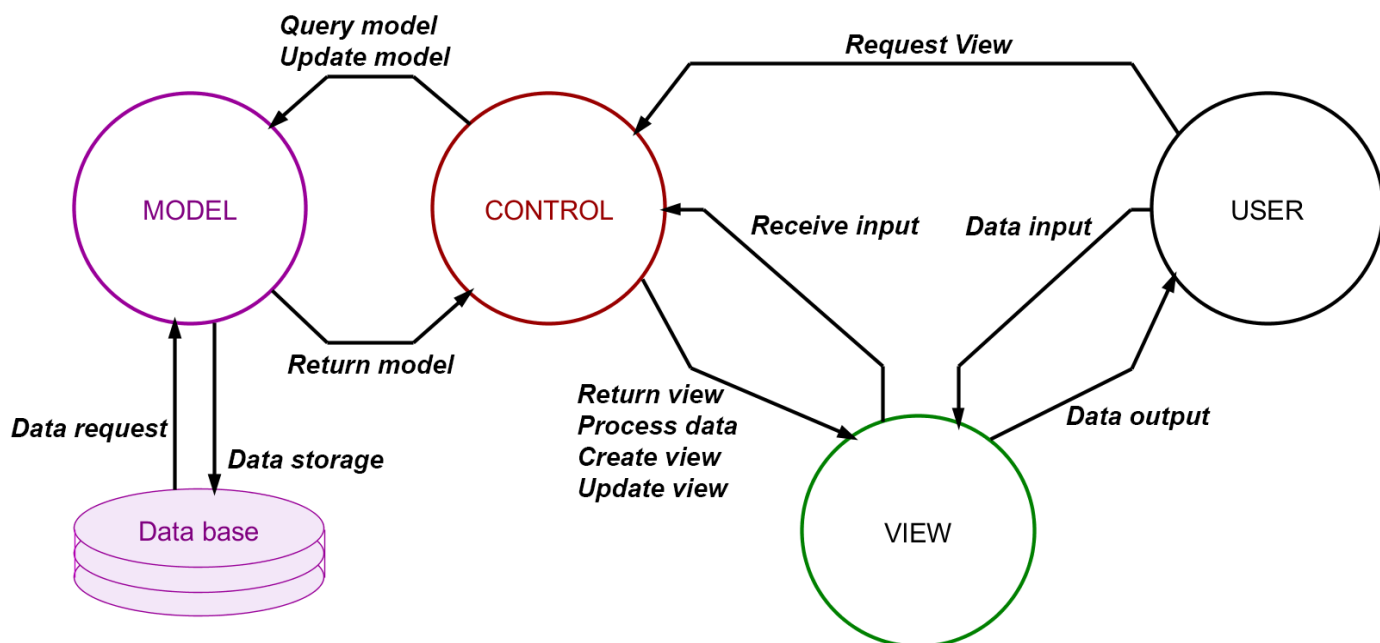 Query model
Update model
Request View
MODEL
CONTROL
Receive input
Data input
USER
Return model
Return view
Process data
Create view
Update view
Data output
Data request
Data storage
Data base
VIEW